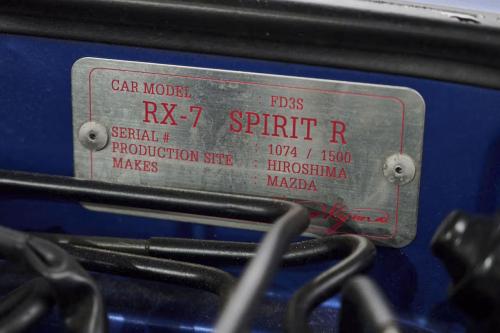 CAR MODEL : FD3S
RX-7 SPIRIT R
SERIAL # : 1074 / 1500
PRODUCTION SITE : HIROSHIMA
MAKES : MAZDA